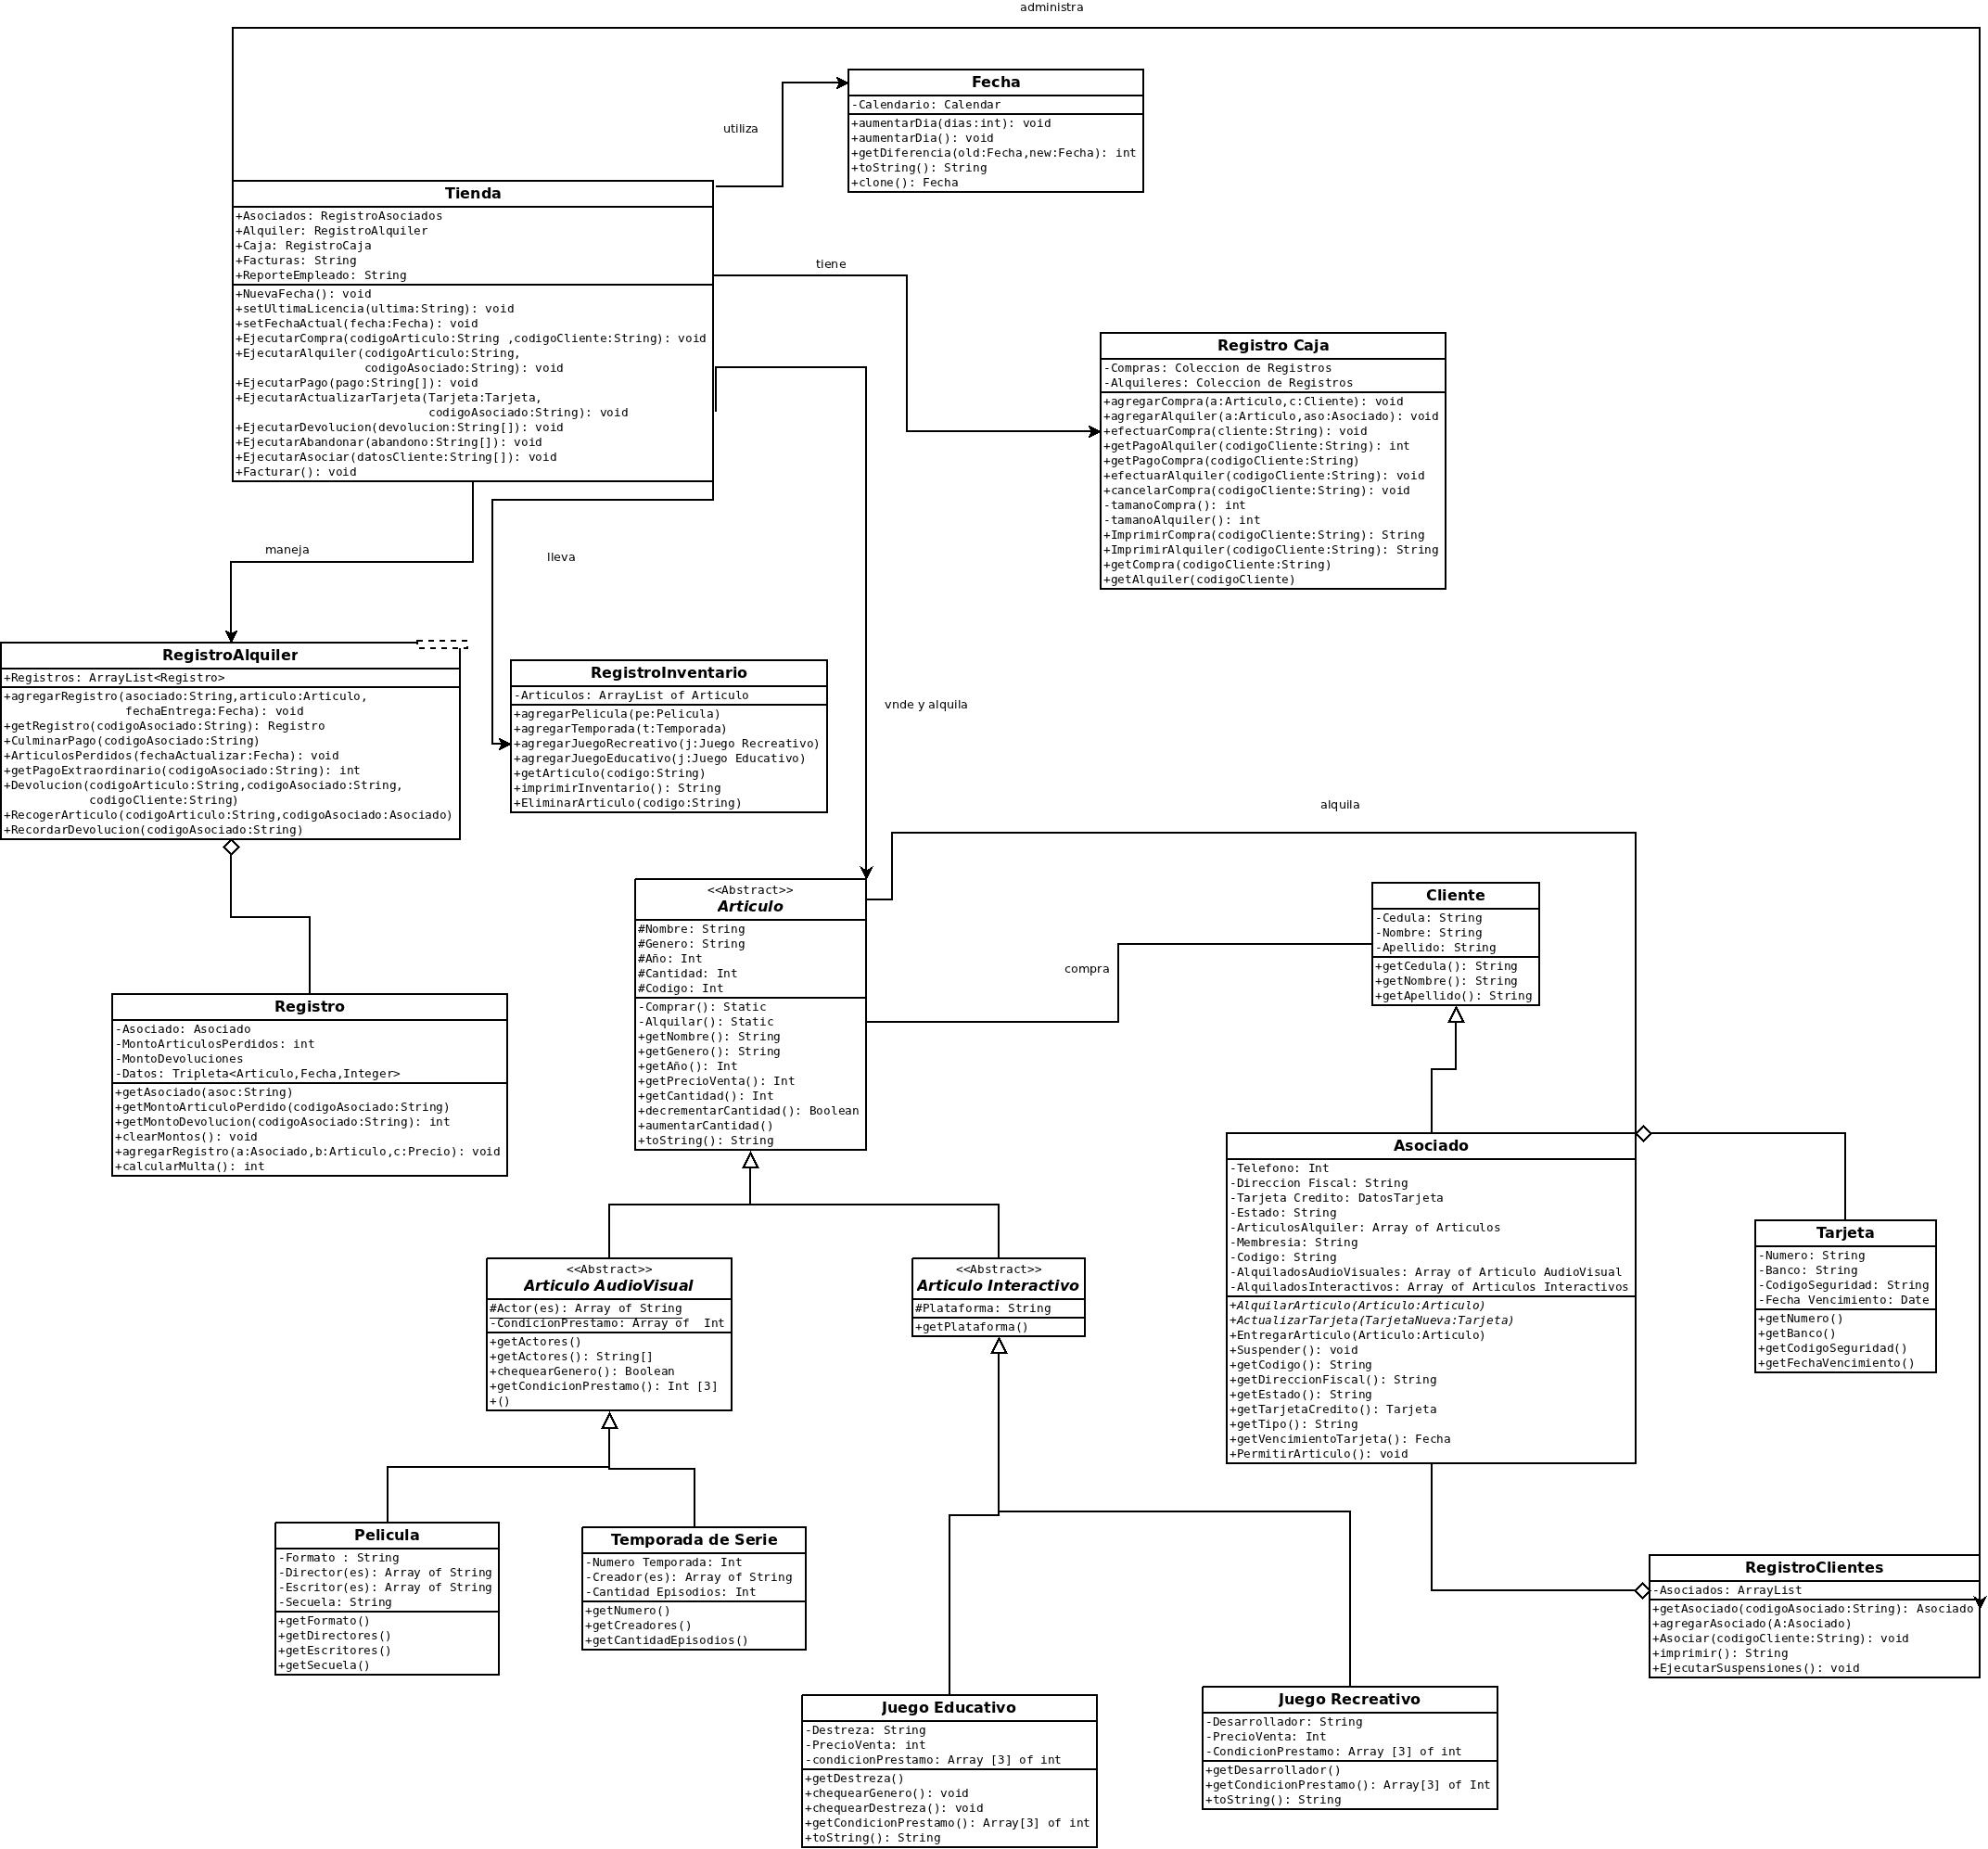 administra
Fecha
-Calendario: Calendar
+aumentarDia(dias:int): void
+aumentarDia(): void
+getDiferencia(old:Fecha,new:Fecha): int
+toString(): String
+clone(): Fecha
utiliza
Tienda
+Asociados: RegistroAsociados
+Alquiler: RegistroAlquiler
+Caja: RegistroCaja
+Facturas: String
+ReporteEmpleado: String
+NuevaFecha(): void
+setUltimaLicencia(ultima:String): void
+setFechaActual(fecha:Fecha): void
+EjecutarCompra(codigoArticulo:String ,codigoCliente:String): void
+EjecutarAlquiler(codigoArticulo:String,
codigoAsociado:String): void
+EjecutarPago(pago:String[]): void
+EjecutarActualizarTarjeta(Tarjeta:Tarjeta,
codigoAsociado:String): void
+EjecutarDevolucion(devolucion:String[]): void
+EjecutarAbandonar(abandono:String[]): void
+EjecutarAsociar(datosCliente:String[]): void
+Facturar(): void
tiene
Registro Caja
-Compras: Coleccion de Registros
-Alquileres: Coleccion de Registros
+agregarCompra(a:Articulo,c:Cliente): void
+agregarAlquiler(a:Articulo,aso:Asociado): void
+efectuarCompra(cliente:String): void
+getPagoAlquiler(codigoCliente:String): int
+getPagoCompra(codigoCliente:String)
+efectuarAlquiler(codigoCliente:String): void
+cancelarCompra(codigoCliente:String): void
-tamanoCompra(): int
-tamanoAlquiler(): int
+ImprimirCompra(codigoCliente:String): String
+ImprimirAlquiler(codigoCliente:String): String
+getCompra(codigoCliente:String)
+getAlquiler(codigoCliente)
maneja
lleva
RegistroAlquiler
+Registros: ArrayList<Registro>
+agregarRegistro(asociado:String,articulo:Articulo,
fechaEntrega:Fecha): void
+getRegistro(codigoAsociado:String): Registro
+CulminarPago(codigoAsociado:String)
+ArticulosPerdidos(fechaActualizar:Fecha): void
+getPagoExtraordinario(codigoAsociado:String): int
+Devolucion(codigoArticulo:String,codigoAsociado:String,
codigoCliente:String)
+RecogerArticulo(codigoArticulo:String,codigoAsociado:Asociado)
+RecordarDevolucion(codigoAsociado:String)
RegistroInventario
-Articulos: ArrayList of Articulo
+agregarPelicula(pe:Pelicula)
+agregarTemporada(t:Temporada)
+agregarJuegoRecreativo(j:Juego Recreativo)
+agregarJuegoEducativo(j:Juego Educativo)
+getArticulo(codigo:String)
+imprimirInventario(): String
+EliminarArticulo(codigo:String)
vnde y alquila
alquila
<<Abstract>>
Articulo
#Nombre: String
#Genero: String
#Año: Int
#Cantidad: Int
#Codigo: Int
-Comprar(): Static
-Alquilar(): Static
+getNombre(): String
+getGenero(): String
+getAño(): Int
+getPrecioVenta(): Int
+getCantidad(): Int
+decrementarCantidad(): Boolean
+aumentarCantidad()
+toString(): String
compra
Cliente
-Cedula: String
-Nombre: String
-Apellido: String
+getCedula(): String
+getNombre(): String
+getApellido(): String
Registro
-Asociado: Asociado
-MontoArticulosPerdidos: int
-MontoDevoluciones
-Datos: Tripleta<Articulo,Fecha,Integer>
+getAsociado(asoc:String)
+getMontoArticuloPerdido(codigoAsociado:String)
+getMontoDevolucion(codigoAsociado:String): int
+clearMontos(): void
+agregarRegistro(a:Asociado,b:Articulo,c:Precio): void
+calcularMulta(): int
Asociado
-Telefono: Int
-Direccion Fiscal: String
-Tarjeta Credito: DatosTarjeta
-Estado: String
-ArticulosAlquiler: Array of Articulos
-Membresia: String
-Codigo: String
-AlquiladosAudioVisuales: Array of Articulo AudioVisual
-AlquiladosInteractivos: Array of Articulos Interactivos
+AlquilarArticulo(Articulo:Articulo)
+ActualizarTarjeta(TarjetaNueva:Tarjeta)
+EntregarArticulo(Articulo:Articulo)
+Suspender(): void
+getCodigo(): String
+getDireccionFiscal(): String
+getEstado(): String
+getTarjetaCredito(): Tarjeta
+getTipo(): String
+getVencimientoTarjeta(): Fecha
+PermitirArticulo(): void
Tarjeta
-Numero: String
-Banco: String
-CodigoSeguridad: String
-Fecha Vencimiento: Date
+getNumero()
+getBanco()
+getCodigoSeguridad()
+getFechaVencimiento()
<<Abstract>>
Articulo AudioVisual
#Actor(es): Array of String
-CondicionPrestamo: Array of  Int
+getActores()
+getActores(): String[]
+chequearGenero(): Boolean
+getCondicionPrestamo(): Int [3]
+()
<<Abstract>>
Articulo Interactivo
#Plataforma: String
+getPlataforma()
Pelicula
-Formato : String
-Director(es): Array of String
-Escritor(es): Array of String
-Secuela: String
+getFormato()
+getDirectores()
+getEscritores()
+getSecuela()
Temporada de Serie
-Numero Temporada: Int
-Creador(es): Array of String
-Cantidad Episodios: Int
+getNumero()
+getCreadores()
+getCantidadEpisodios()
RegistroClientes
-Asociados: ArrayList
+getAsociado(codigoAsociado:String): Asociado
+agregarAsociado(A:Asociado)
+Asociar(codigoCliente:String): void
+imprimir(): String
+EjecutarSuspensiones(): void
Juego Educativo
-Destreza: String
-PrecioVenta: int
-condicionPrestamo: Array [3] of int
+getDestreza()
+chequearGenero(): void
+chequearDestreza(): void
+getCondicionPrestamo(): Array[3] of int
+toString(): String
Juego Recreativo
-Desarrollador: String
-PrecioVenta: Int
-CondicionPrestamo: Array [3] of int
+getDesarrollador()
+getCondicionPrestamo(): Array[3] of Int
+toString(): String